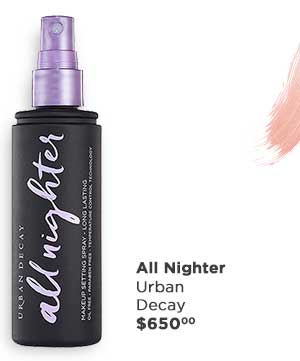 URBAN DECAY
all nighter
MAKEUP SETTING SPRAY · LONG LASTING
OIL FREE · PARABEN FREE · TEMPERATURE CONTROL TECHNOLOGY
All Nighter
Urban
Decay
$650⁰⁰